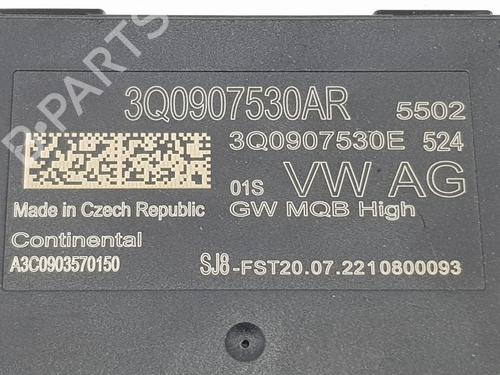 3Q0907530AR 5502
3Q0907530E 524
01S VW AG
Made in Czech Republic GW MQB High
Continental
A3C0903570150 SJ8-FST20.07.2210800093
B-PARTS